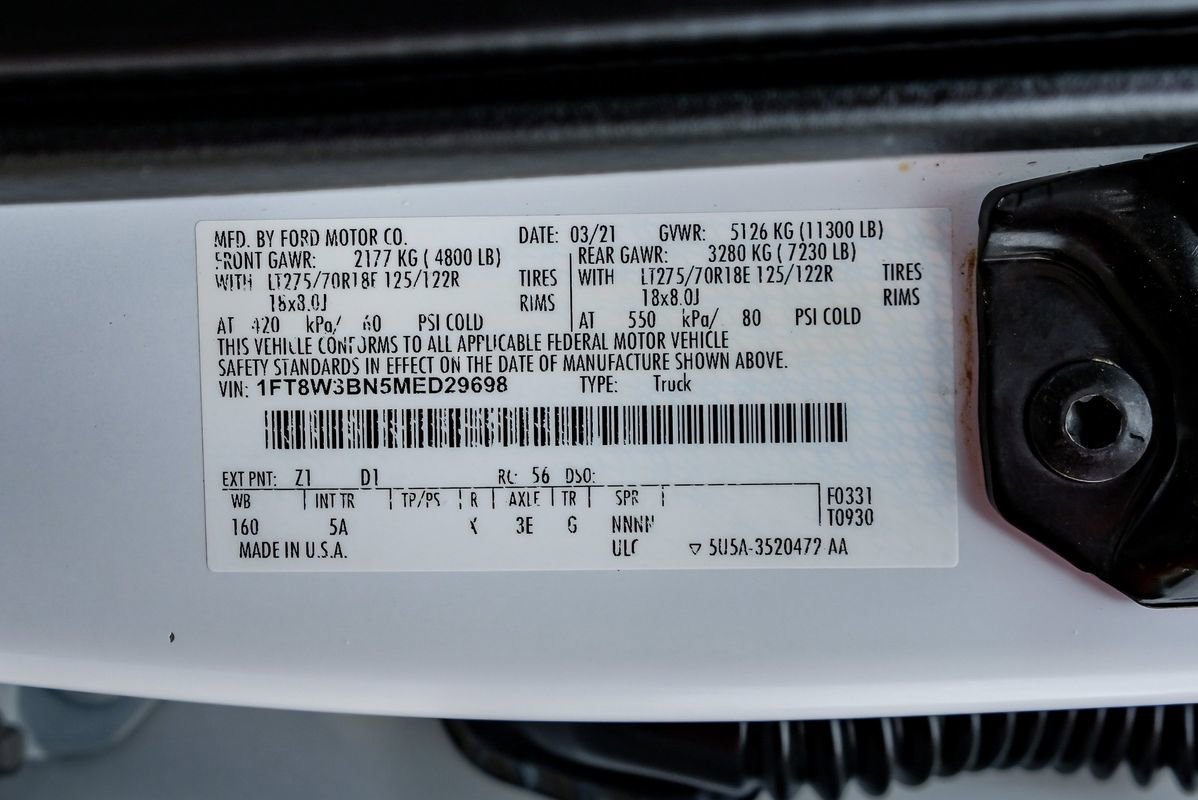 MFD. BY FORD MOTOR CO. DATE: 03/21 GVWR: 5126 KG (11300 LB)
FRONT GAWR: 2177 KG ( 4800 LB) REAR GAWR: 3280 KG ( 7230 LB)
WITH LT275/70R18E 125/122R TIRES WITH LT275/70R18E 125/122R TIRES
18x8.0J RIMS 18x8.0J RIMS
AT 420 kPa/ 60 PSI COLD AT 550 kPa/ 80 PSI COLD
THIS VEHICLE CONFORMS TO ALL APPLICABLE FEDERAL MOTOR VEHICLE
SAFETY STANDARDS IN EFFECT ON THE DATE OF MANUFACTURE SHOWN ABOVE.
VIN: 1FT8W3BN5MED29698 TYPE: Truck
EXT PNT: Z1 D1 RC: 56 DSO:
WB INT TR TP/PS R AXLE TR SPR F0331
160 5A X 3E G NNNN T0930
MADE IN U.S.A. ULC ▽ 5U5A-3520472 AA